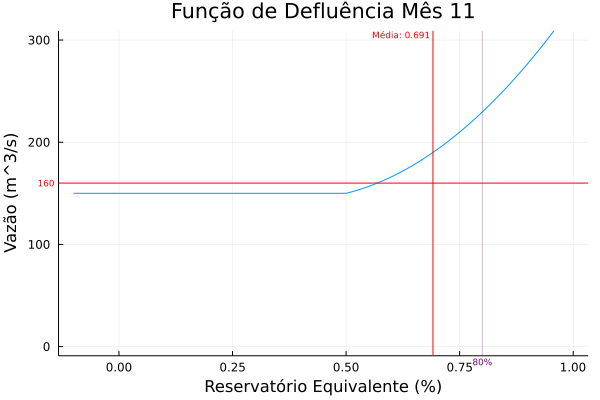 Função de Defluência Mês 11
300
Média: 0.691
200
160
100
0
Vazão (m^3/s)
0.00
0.25
0.50
0.75
80%
1.00
Reservatório Equivalente (%)